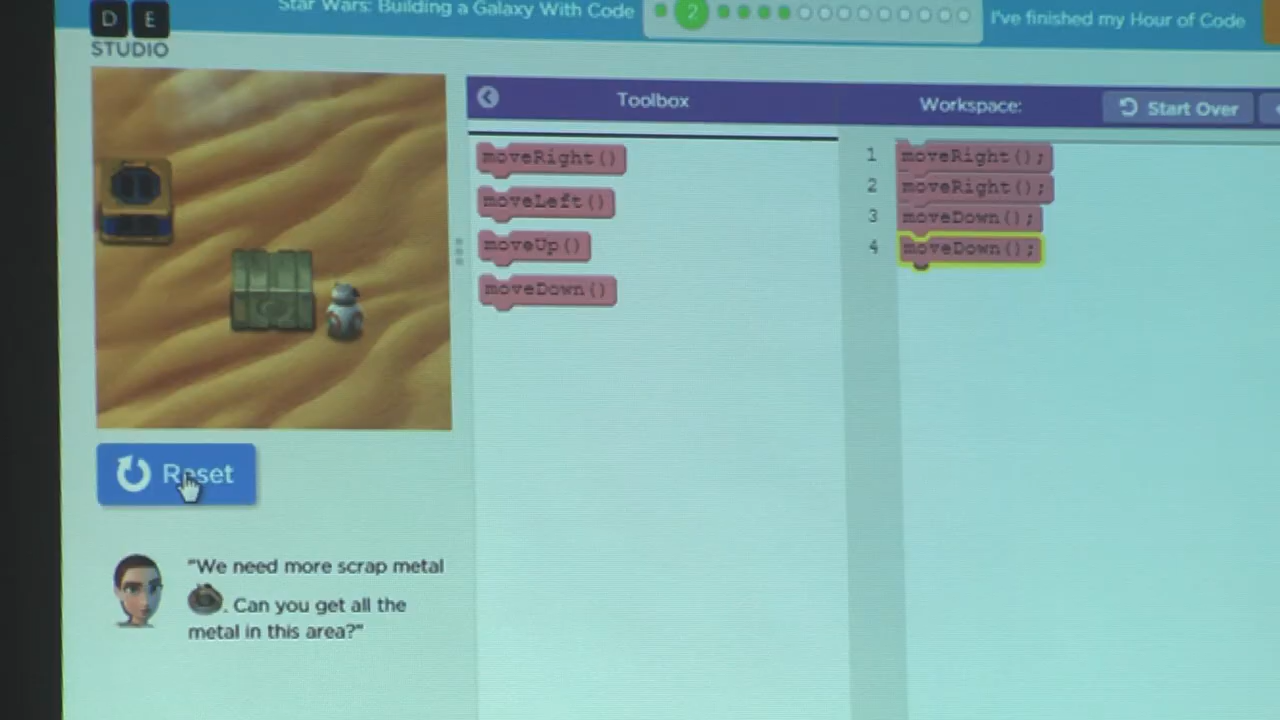 D E
STUDIO
Star Wars: Building a Galaxy With Code
2
I've finished my Hour of Code
Toolbox
Workspace:
Start Over
moveRight()
moveLeft()
moveUp()
moveDown()
1 moveRight();
2 moveRight();
3 moveDown();
4 moveDown();
Reset
"We need more scrap metal
. Can you get all the
metal in this area?"